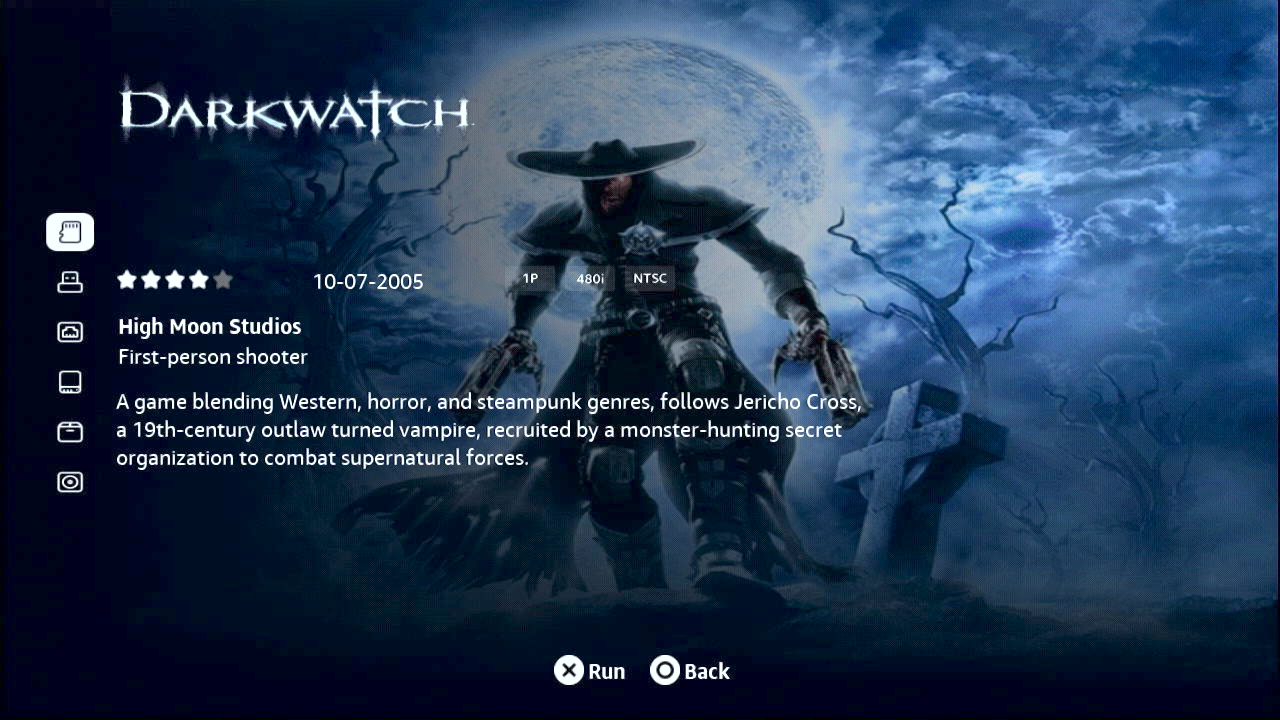 DARKWATCH
10-07-2005
1P
480i
NTSC
High Moon Studios
First-person shooter
A game blending Western, horror, and steampunk genres, follows Jericho Cross,
a 19th-century outlaw turned vampire, recruited by a monster-hunting secret
organization to combat supernatural forces.
Run
Back